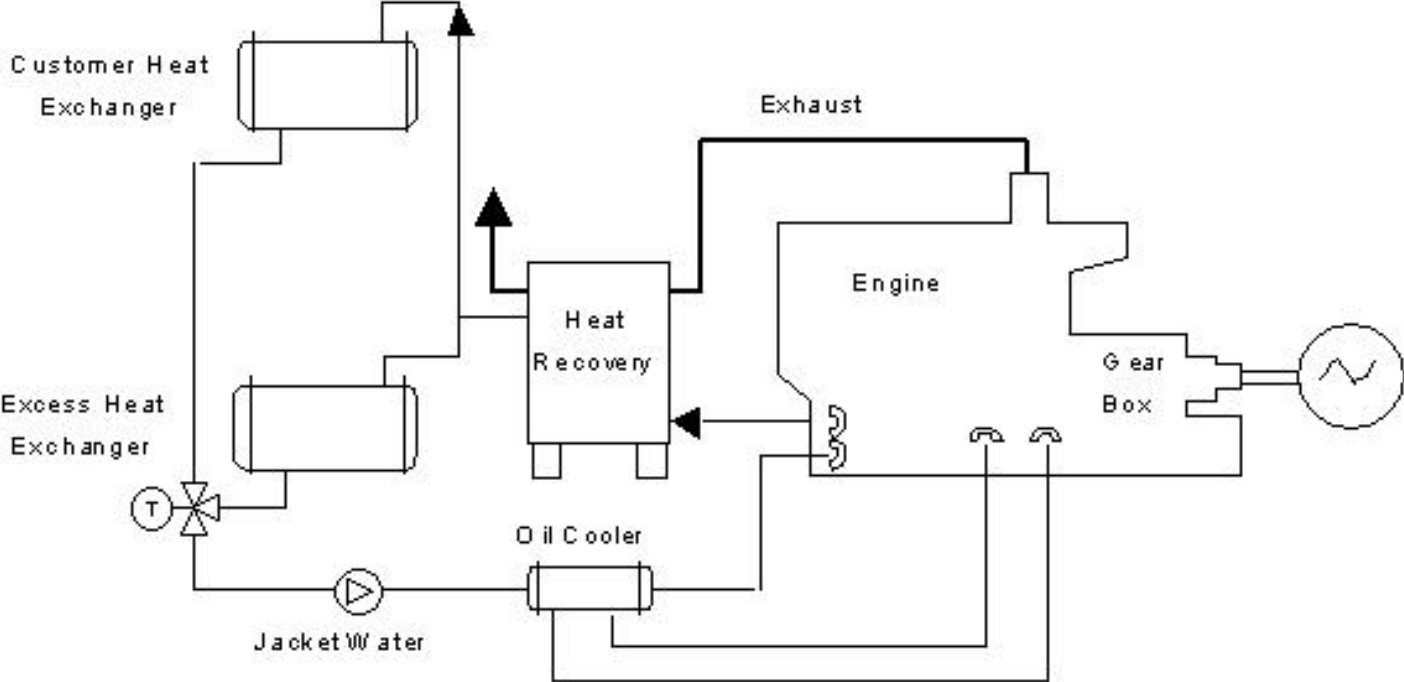 Customer Heat
Exchanger
Exhaust
Engine
Heat
Recovery
Gear
Box
Excess Heat
Exchanger
T
Oil Cooler
Jacket Water